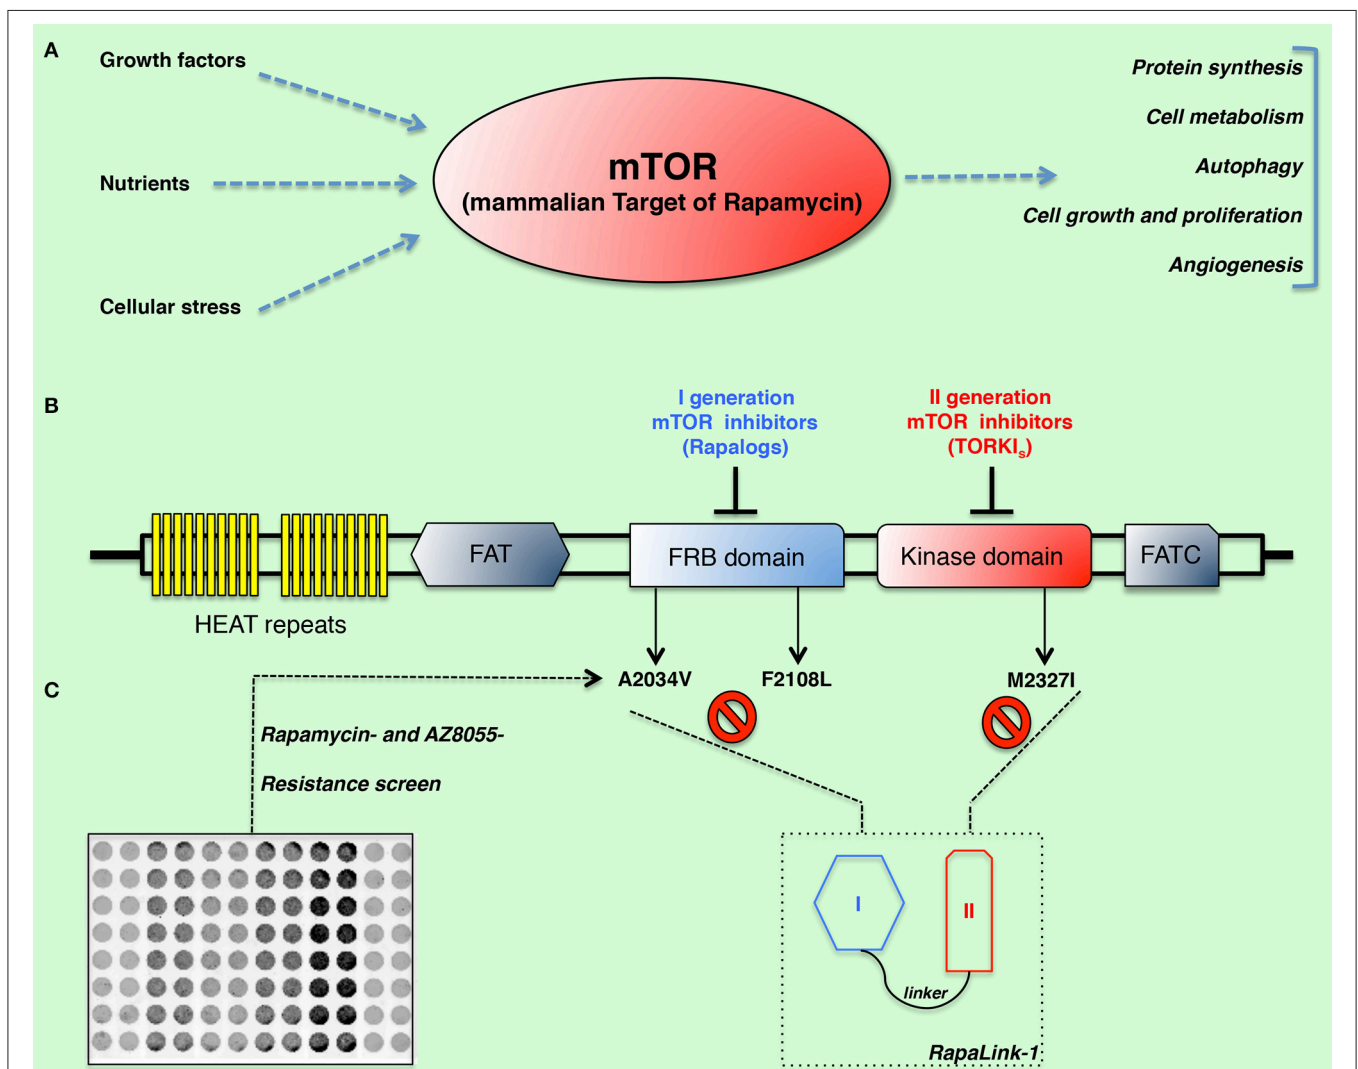 A
Growth factors
Nutrients
Cellular stress
mTOR
(mammalian Target of Rapamycin)
Protein synthesis
Cell metabolism
Autophagy
Cell growth and proliferation
Angiogenesis
B
I generation
mTOR inhibitors
(Rapalogs)
II generation
mTOR inhibitors
(TORKIs)
FAT
FRB domain
Kinase domain
FATC
HEAT repeats
A2034V
F2108L
M2327I
C
Rapamycin- and AZ8055-
Resistance screen
I
II
linker
RapaLink-1